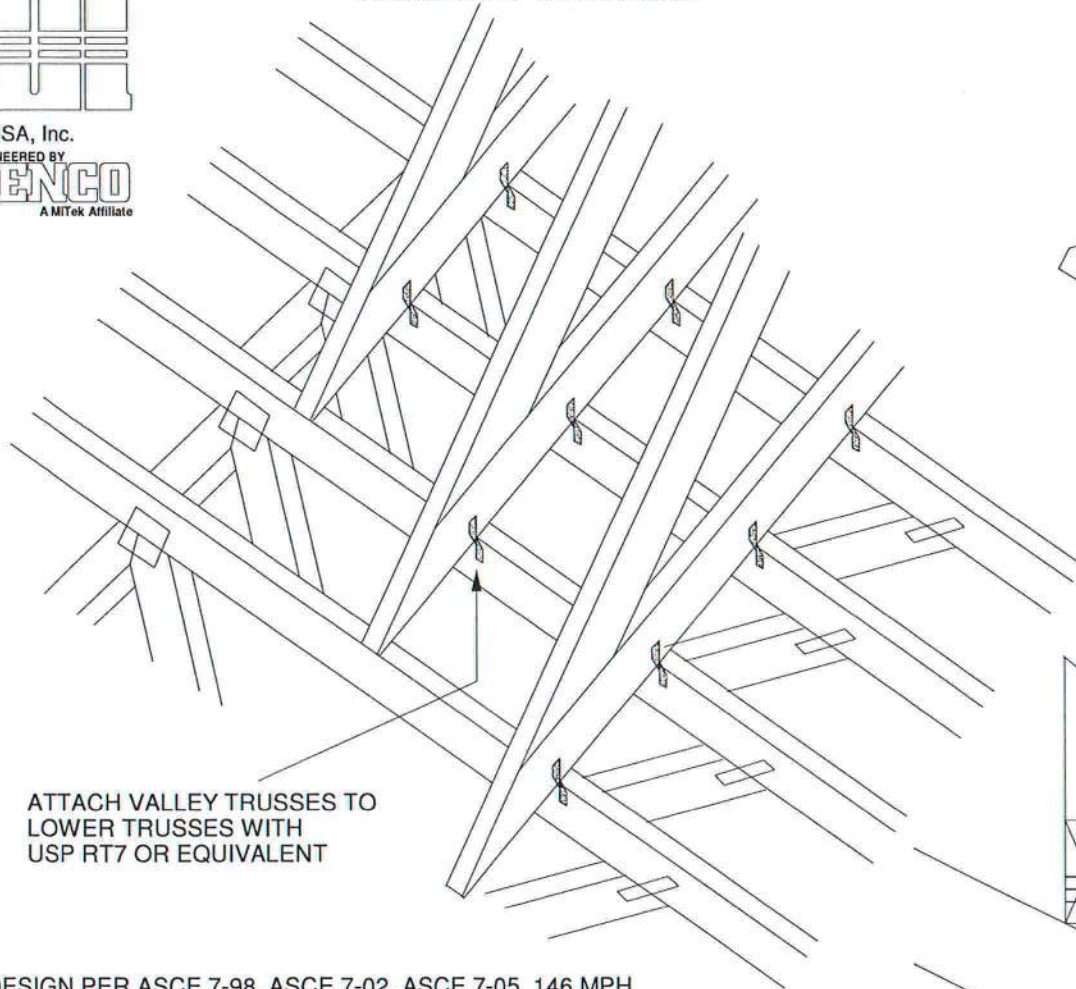 SA, Inc.
NEERED BY
ENCO
A MiTek Affiliate
ATTACH VALLEY TRUSSES TO
LOWER TRUSSES WITH
USP RT7 OR EQUIVALENT
DESIGN PER ASCE 7-98, ASCE 7-02, ASCE 7-05 146 MPH